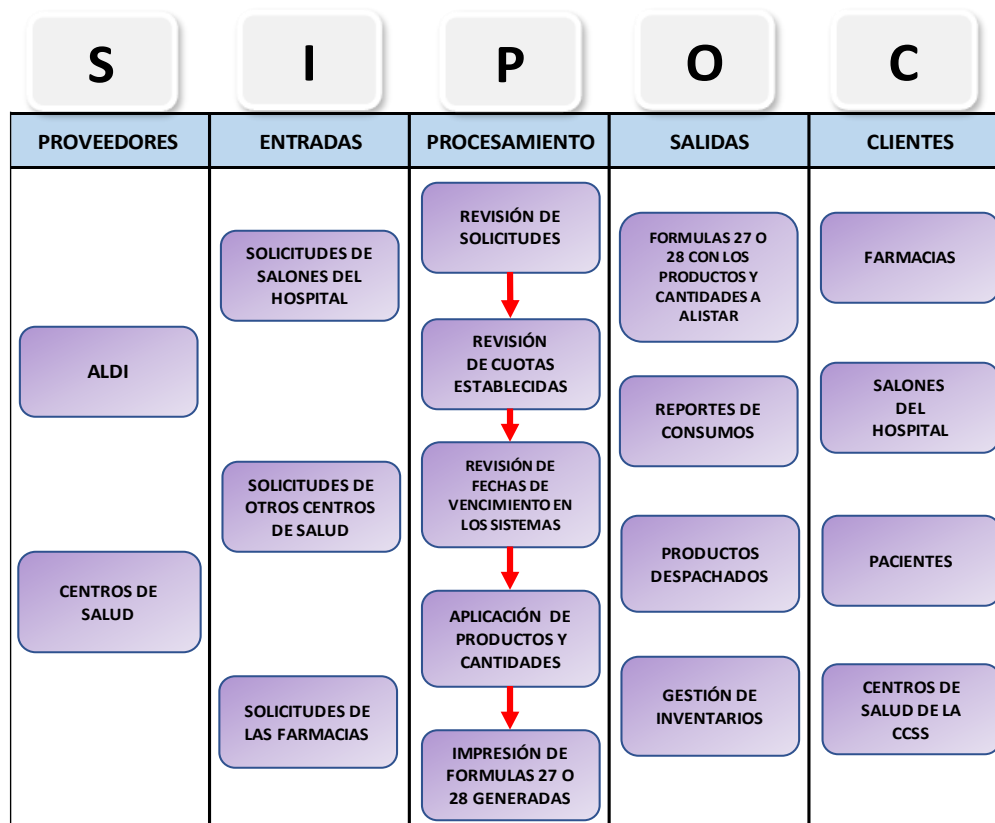 S
I
P
O
C
PROVEEDORES
ENTRADAS
PROCESAMIENTO
SALIDAS
CLIENTES
ALDI
CENTROS DE
SALUD
SOLICITUDES DE
SALONES DEL
HOSPITAL
SOLICITUDES DE
OTROS CENTROS
DE SALUD
SOLICITUDES DE
LAS FARMACIAS
REVISIÓN DE
SOLICITUDES
REVISIÓN
DE CUOTAS
ESTABLECIDAS
REVISIÓN DE
FECHAS DE
VENCIMIENTO EN
LOS SISTEMAS
APLICACIÓN DE
PRODUCTOS Y
CANTIDADES
IMPRESIÓN DE
FORMULAS 27 O
28 GENERADAS
FORMULAS 27 O
28 CON LOS
PRODUCTOS Y
CANTIDADES A
ALISTAR
REPORTES DE
CONSUMOS
PRODUCTOS
DESPACHADOS
GESTIÓN DE
INVENTARIOS
FARMACIAS
SALONES
DEL
HOSPITAL
PACIENTES
CENTROS DE
SALUD DE LA
CCSS